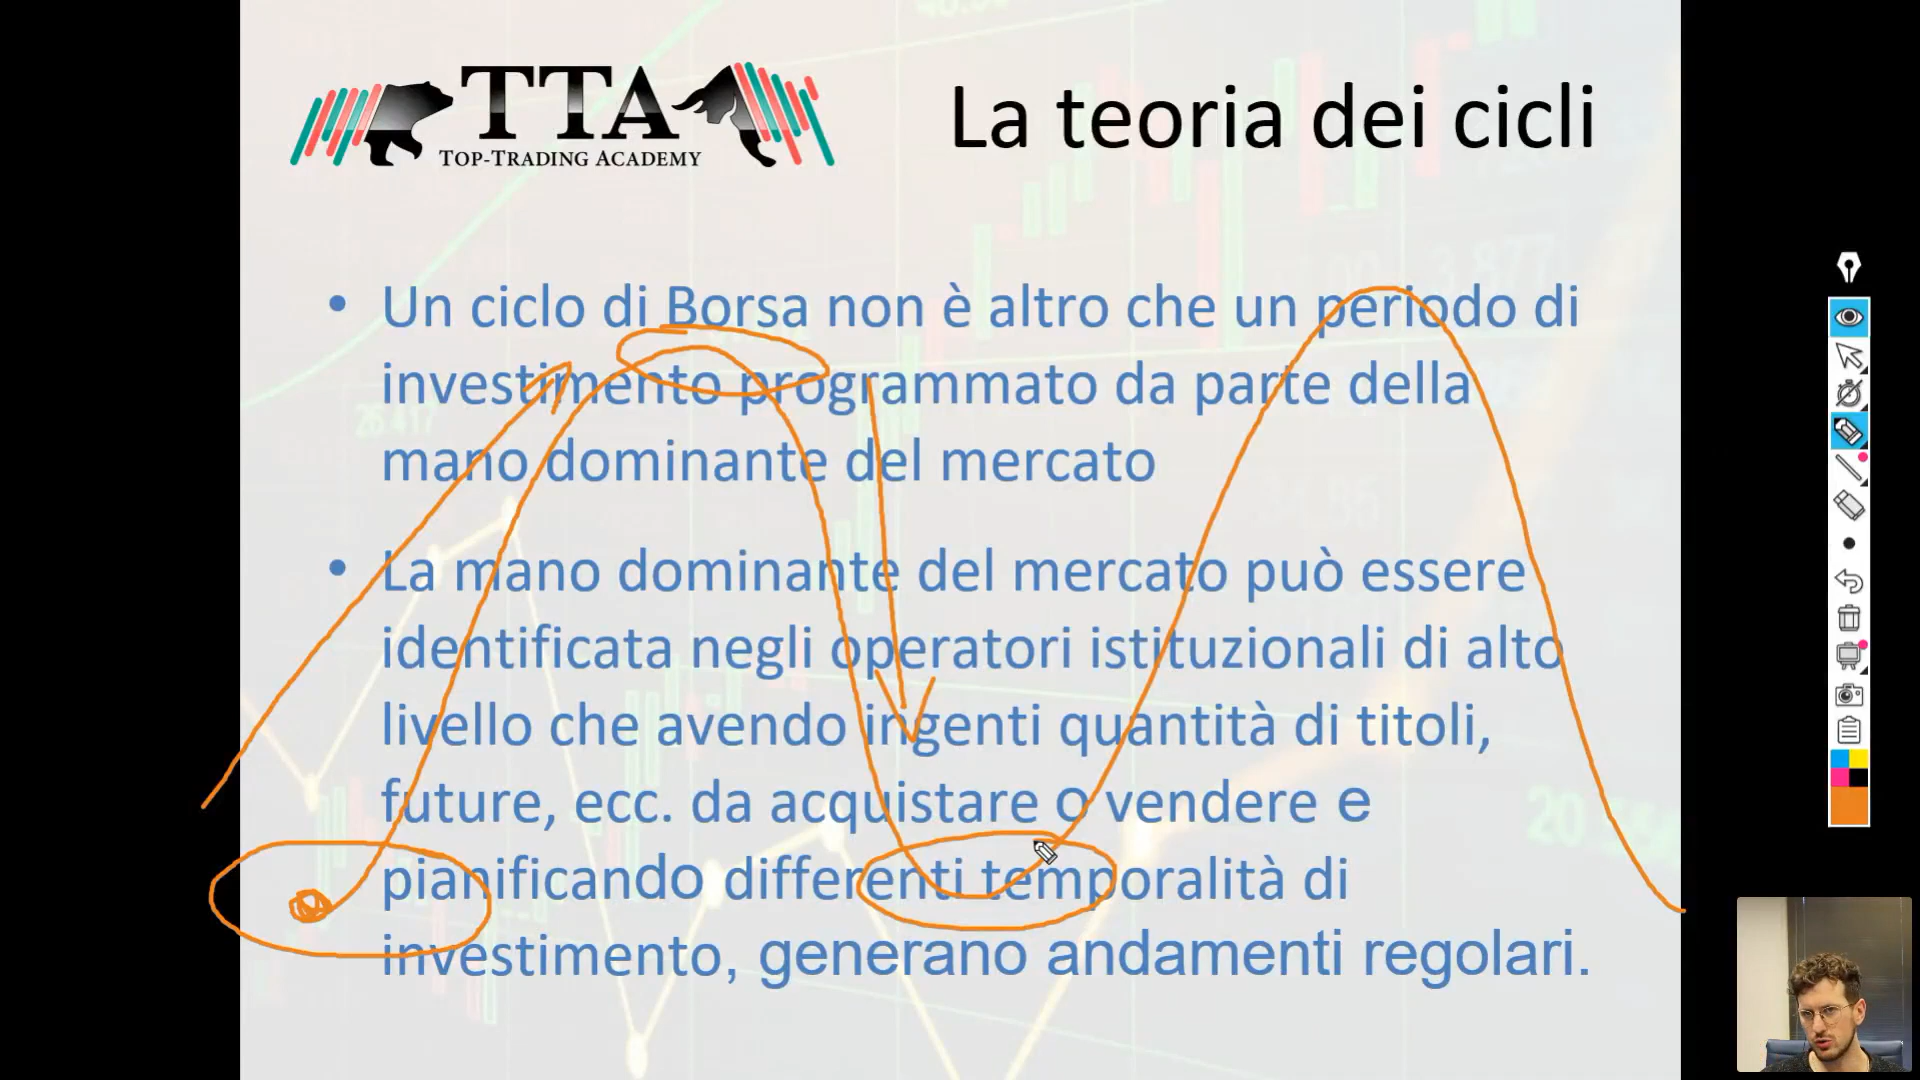 TTA
TOP-TRADING ACADEMY
La teoria dei cicli
• Un ciclo di Borsa non è altro che un periodo di
investimento programmato da parte della
mano dominante del mercato
• La mano dominante del mercato può essere
identificata negli operatori istituzionali di alto
livello che avendo ingenti quantità di titoli,
future, ecc. da acquistare o vendere e
pianificando differenti temporalità di
investimento, generano andamenti regolari.
26.417